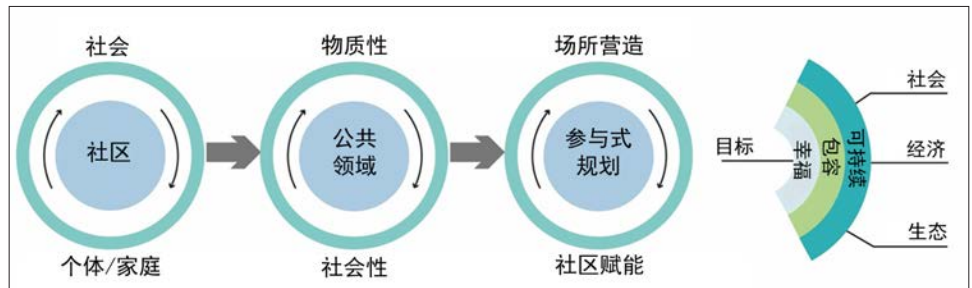 社会
社区
个体/家庭
物质性
公共
领域
社会性
场所营造
参与式
规划
社区赋能
目标
幸福
包容
可持续
社会
经济
生态